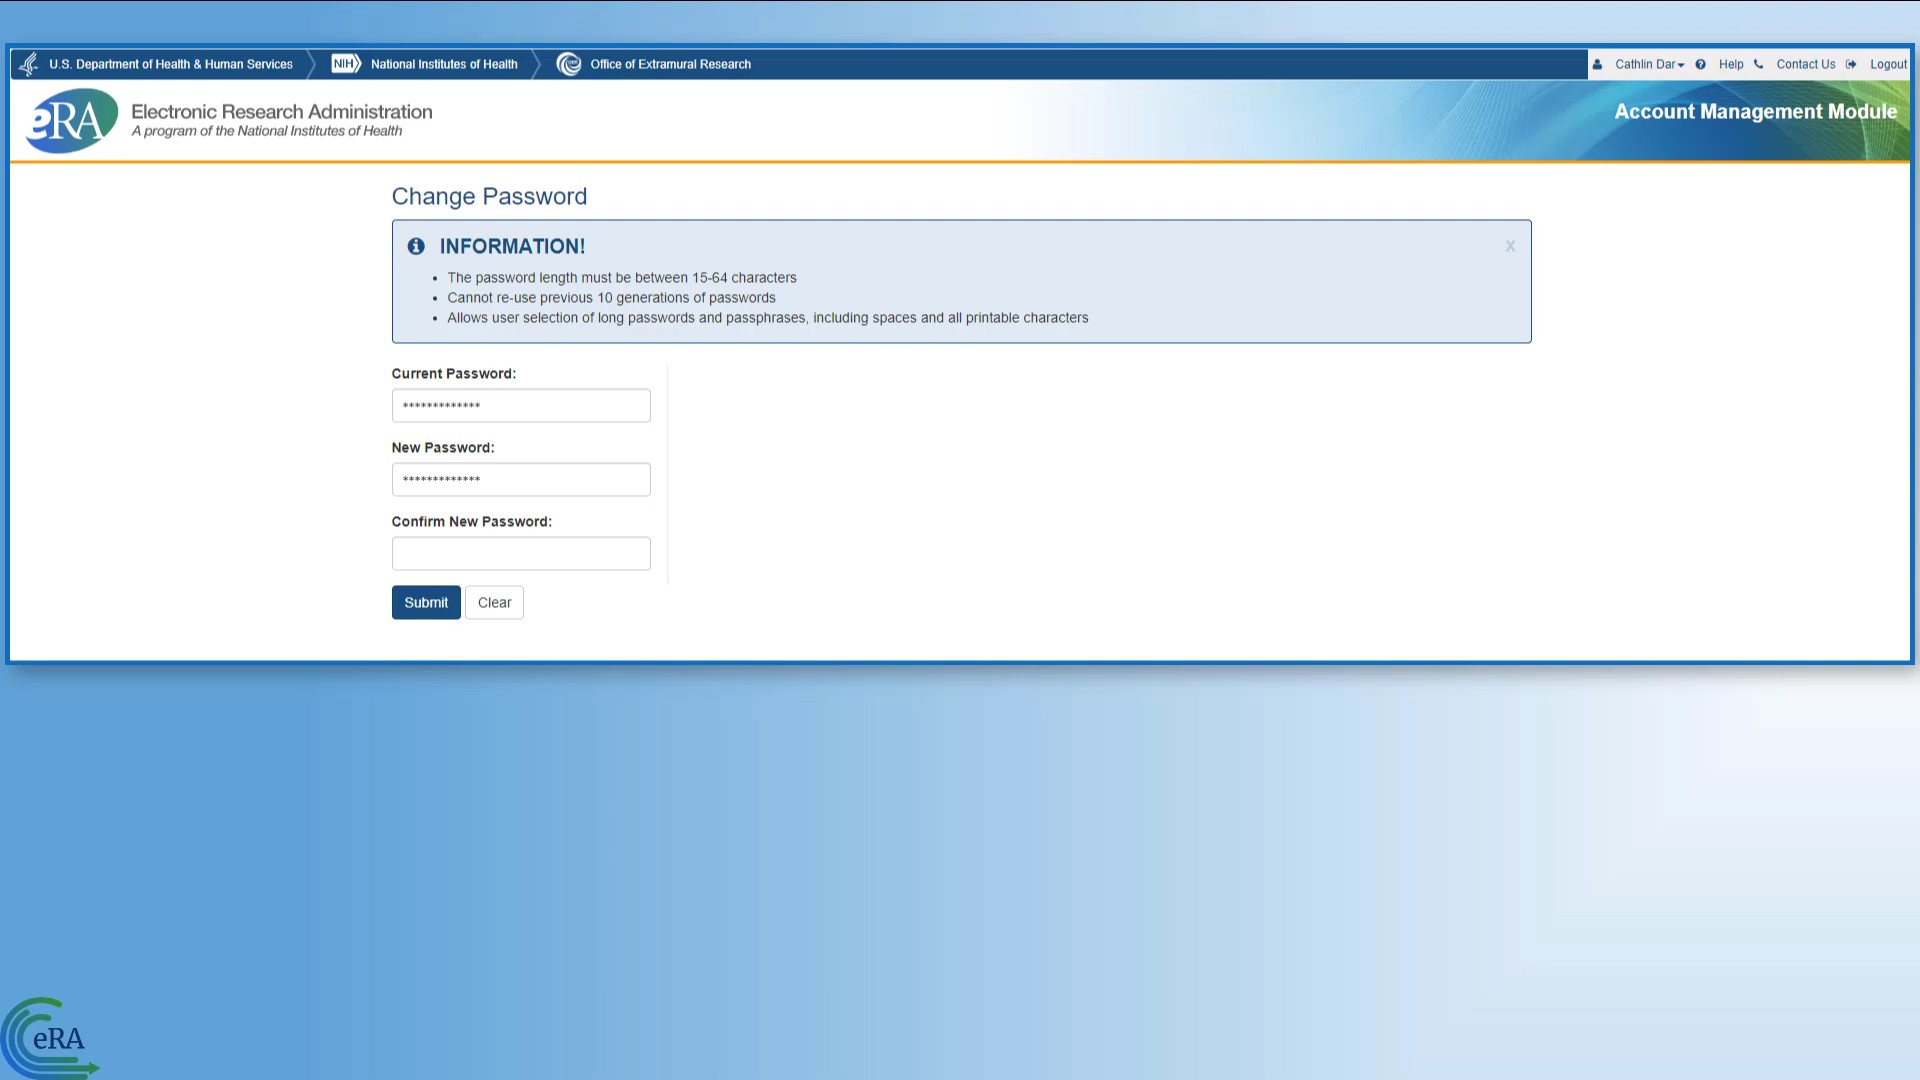 U.S. Department of Health & Human Services NIH National Institutes of Health Office of Extramural Research Cathlin Dar Help Contact Us Logout
eRA Electronic Research Administration
A program of the National Institutes of Health
Account Management Module
Change Password
INFORMATION!
x
• The password length must be between 15-64 characters
• Cannot re-use previous 10 generations of passwords
• Allows user selection of long passwords and passphrases, including spaces and all printable characters
Current Password:
*************
New Password:
*************
Confirm New Password:
Submit Clear
eRA